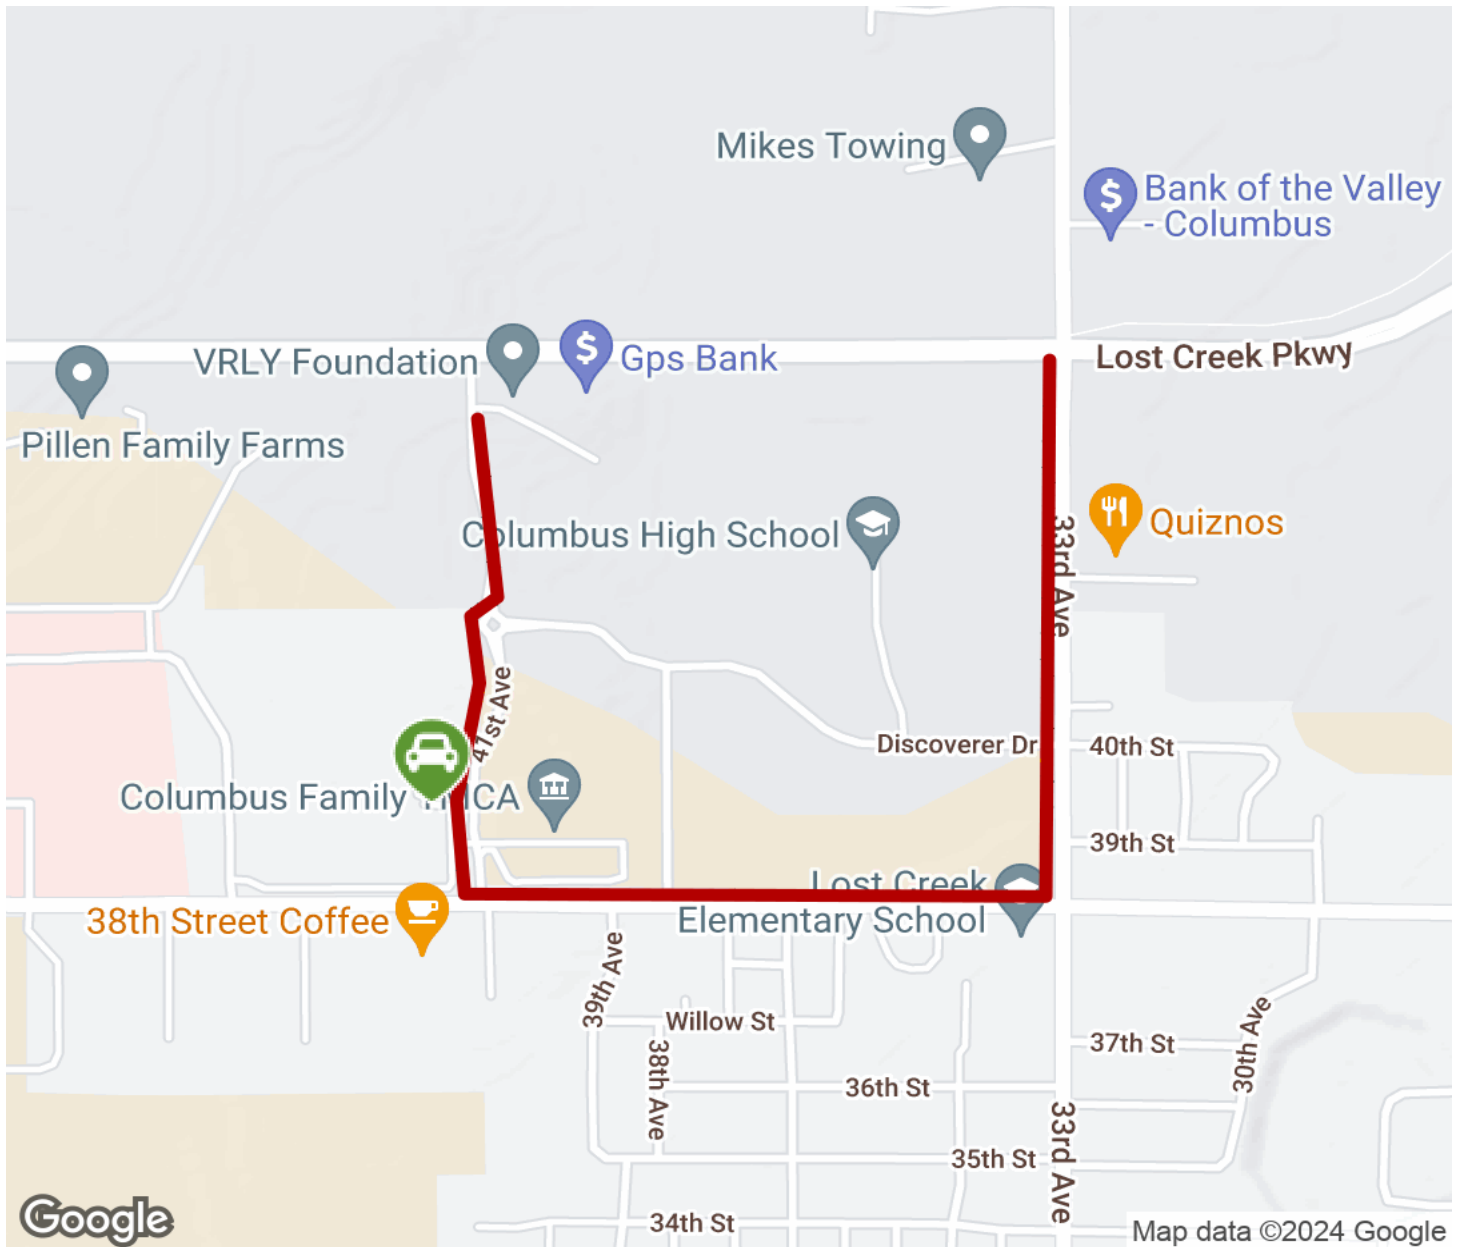 Mikes Towing
Bank of the Valley
- Columbus
VRLY Foundation
Gps Bank
Lost Creek Pkwy
Pillen Family Farms
Columbus High School
Quiznos
33rd Ave
41st Ave
Discoverer Dr
40th St
Columbus Family YMCA
39th St
Lost Creek
Elementary School
38th Street Coffee
39th Ave
Willow St
38th Ave
37th St
30th Ave
36th St
33rd Ave
35th St
34th St
Google
Map data ©2024 Google